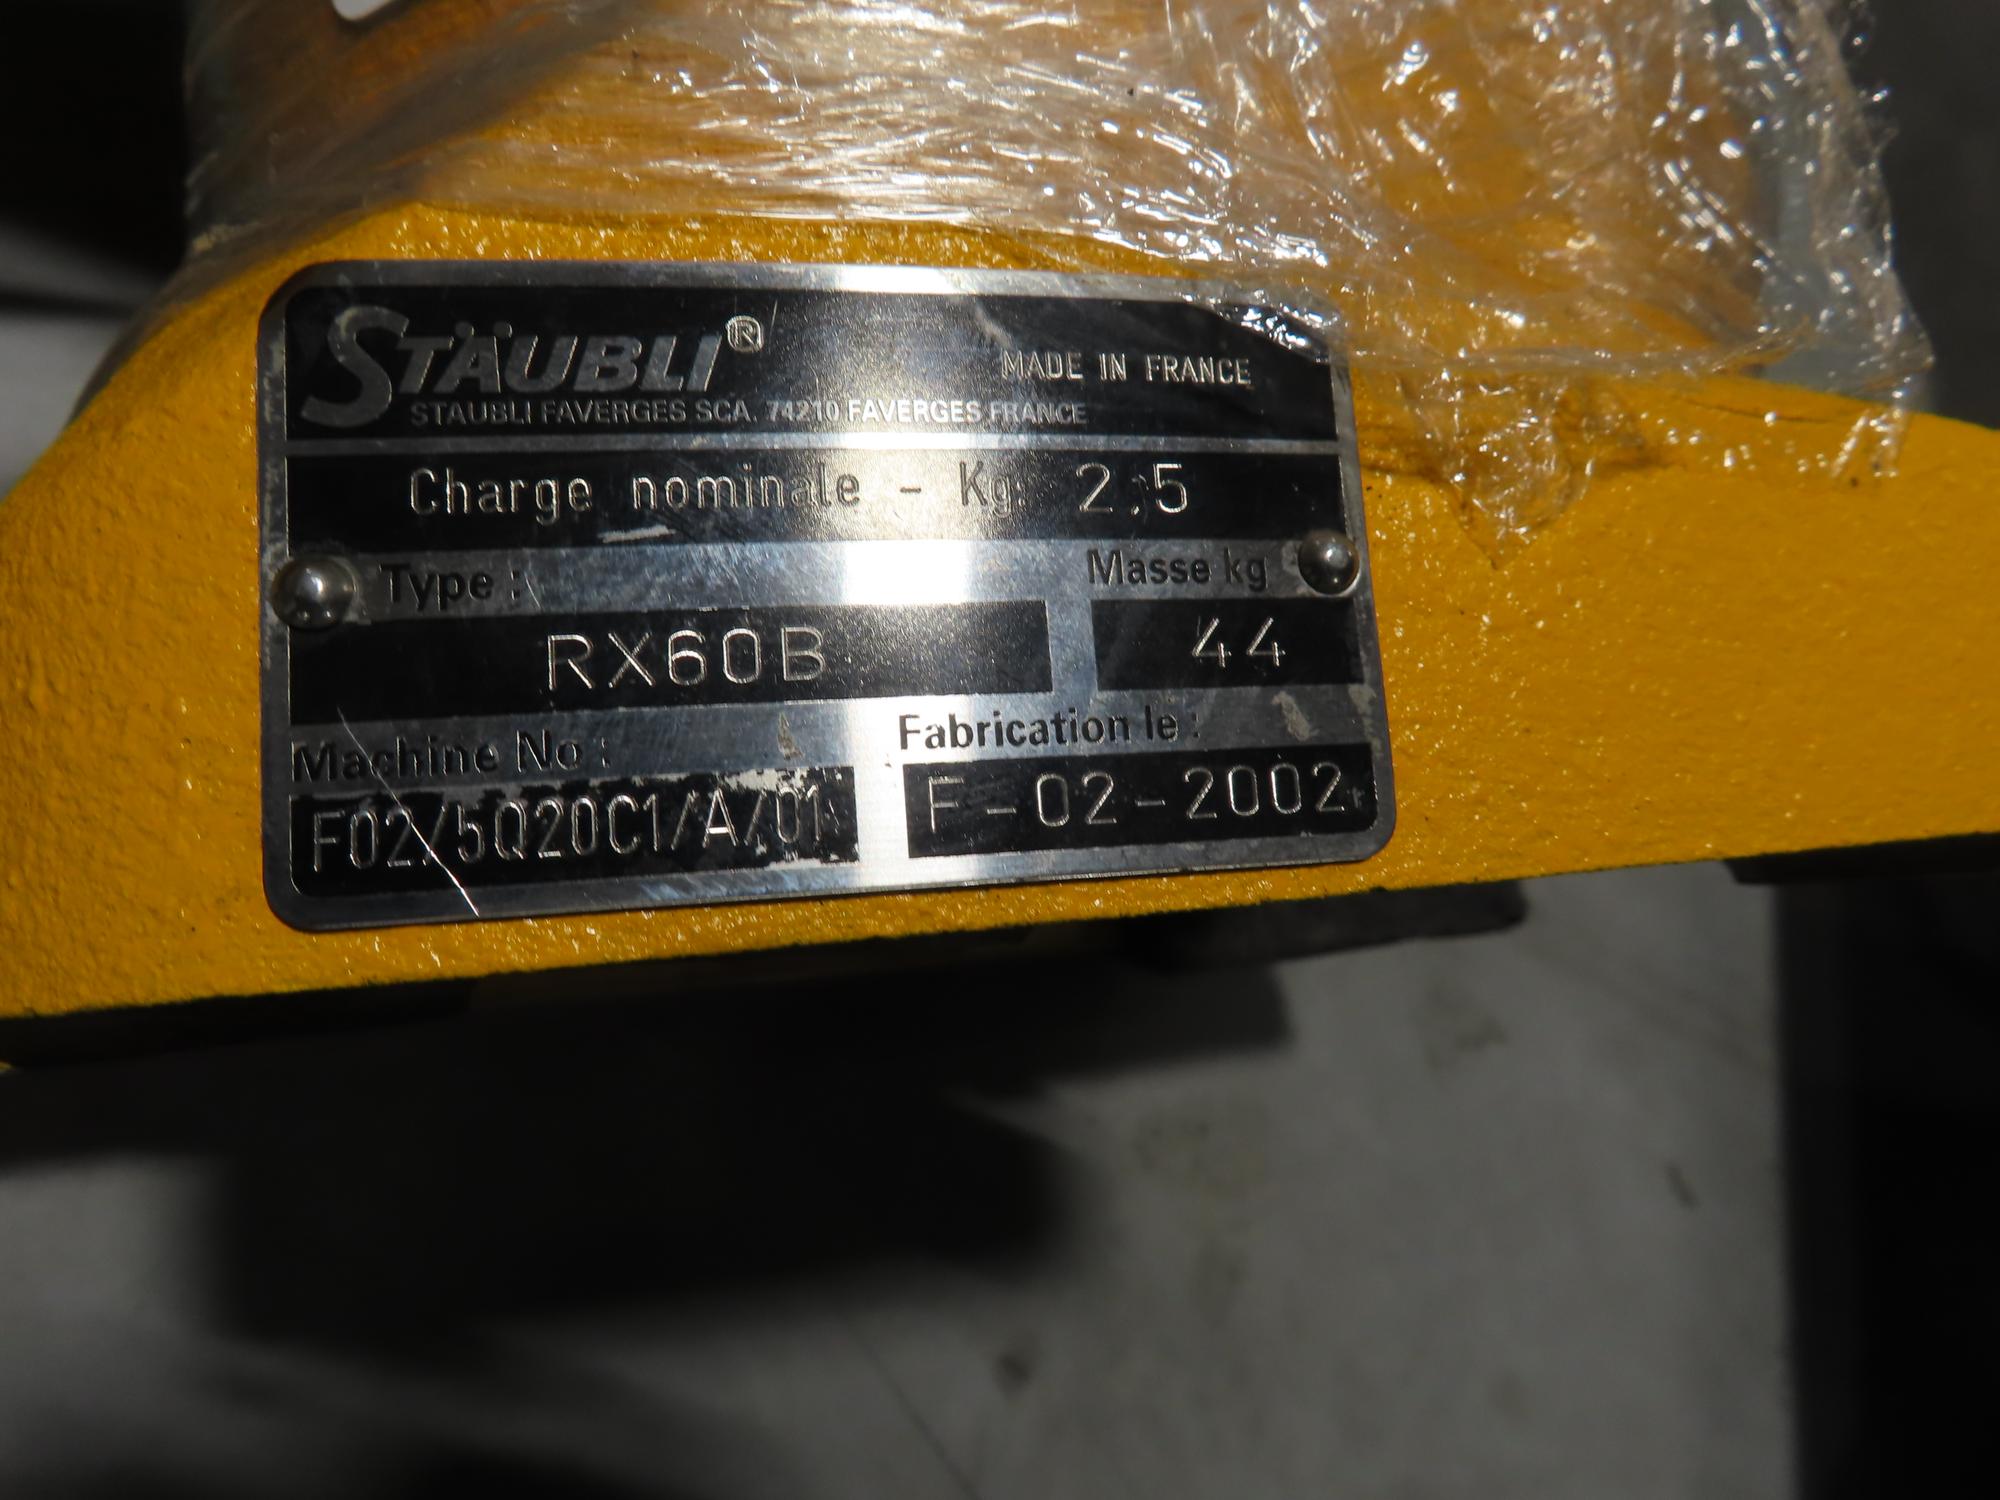 STÄUBLI®
MADE IN FRANCE
STAUBLI FAVERGES SCA. 74210 FAVERGES FRANCE
Charge nominale - Kg: 2.5
Type : Masse kg
RX60B 44
Machine No : Fabrication le :
F02/5Q20C1/A/01 F-02-2002